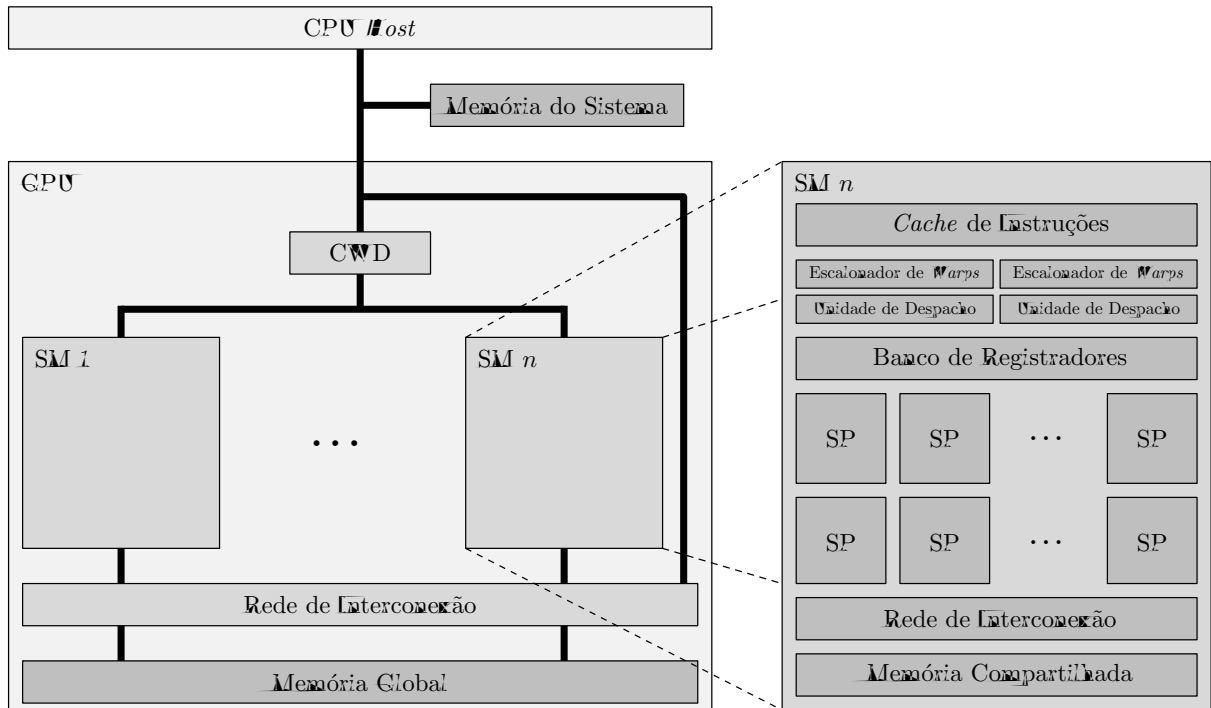 CPU Host
Memória do Sistema
GPU
CWD
SM 1
SM n
...
Rede de Interconexão
Memória Global
SM n
Cache de Instruções
Escalonador de Warps
Escalonador de Warps
Unidade de Despacho
Unidade de Despacho
Banco de Registradores
SP SP ... SP
SP SP ... SP
Rede de Interconexão
Memória Compartilhada